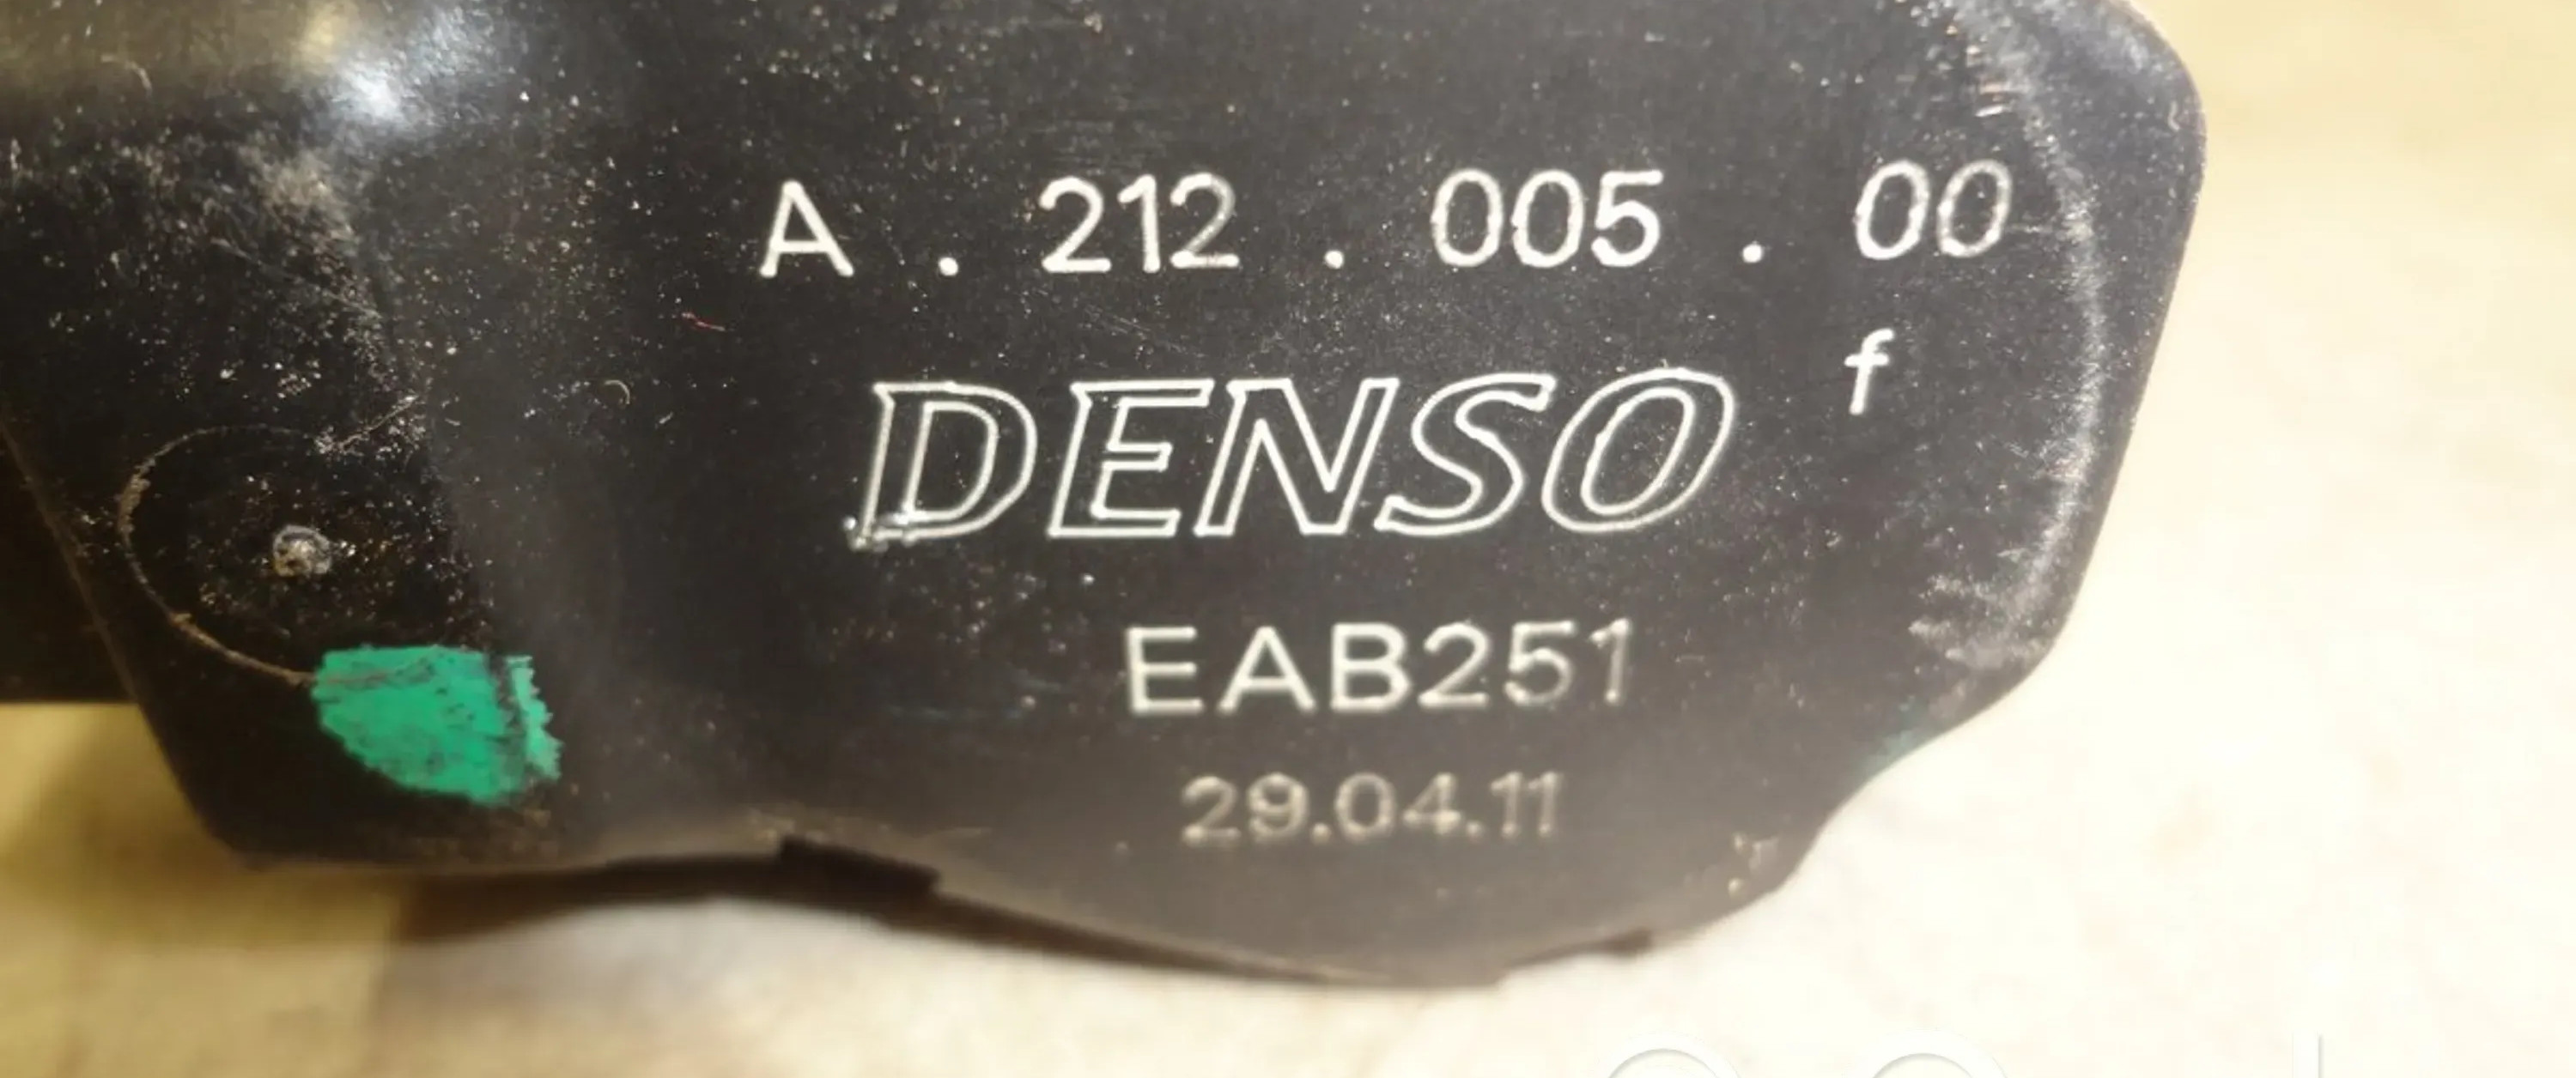 A . 212 . 005 . 00
f
DENSO
EAB251
29.04.11